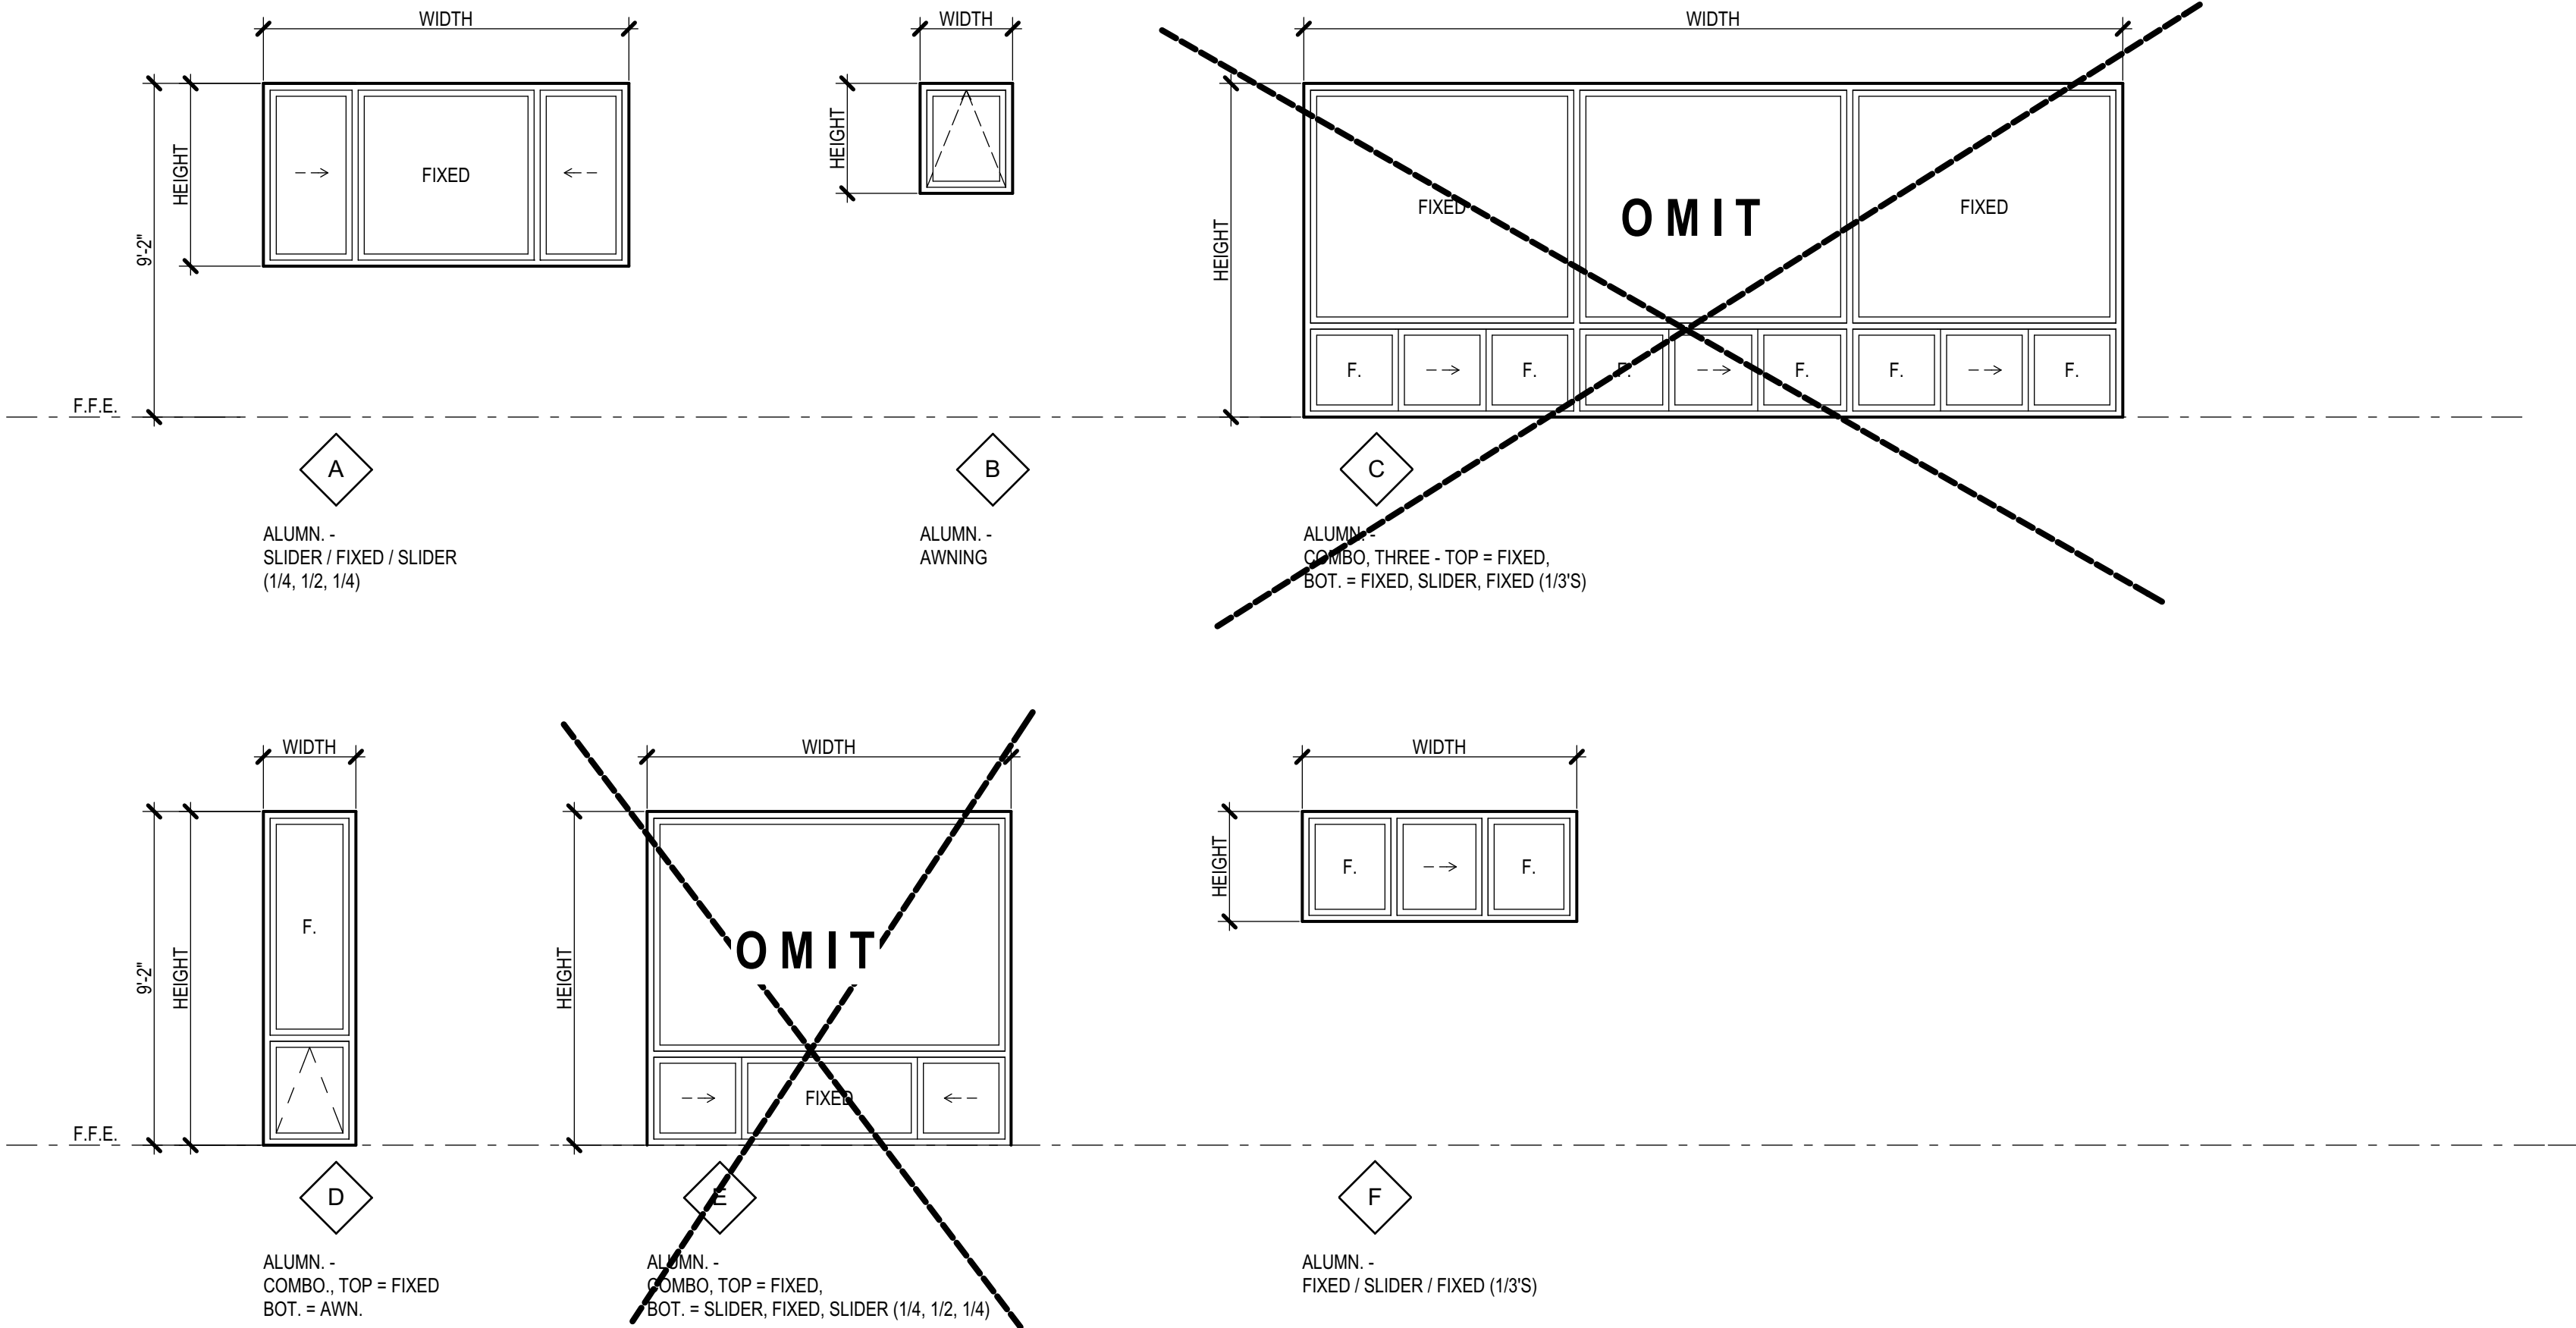 WIDTH
WIDTH
WIDTH
HEIGHT
9'-2"
FIXED
HEIGHT
HEIGHT
FIXED
OMIT
FIXED
F.
F.
F.
F.
F.
F.
F.F.E.
A
B
C
ALUMN. -
SLIDER / FIXED / SLIDER
(1/4, 1/2, 1/4)
ALUMN. -
AWNING
ALUMN. -
COMBO, THREE - TOP = FIXED,
BOT. = FIXED, SLIDER, FIXED (1/3'S)
WIDTH
WIDTH
WIDTH
9'-2"
HEIGHT
F.
HEIGHT
OMIT
FIXED
HEIGHT
F.
F.
F.F.E.
D
E
F
ALUMN. -
COMBO., TOP = FIXED
BOT. = AWN.
ALUMN. -
COMBO, TOP = FIXED,
BOT. = SLIDER, FIXED, SLIDER (1/4, 1/2, 1/4)
ALUMN. -
FIXED / SLIDER / FIXED (1/3'S)